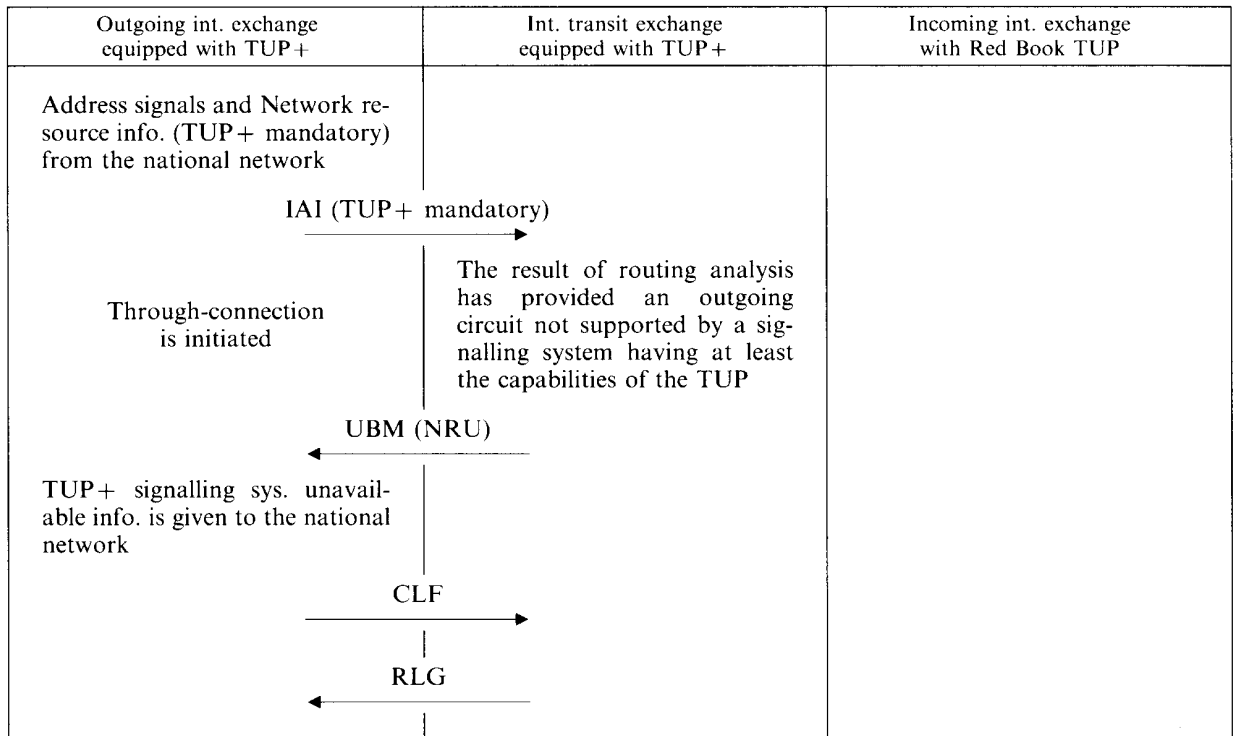 Outgoing int. exchange
equipped with TUP+
Int. transit exchange
equipped with TUP+
Incoming int. exchange
with Red Book TUP
Address signals and Network re-
source info. (TUP+ mandatory)
from the national network
IAI (TUP+ mandatory)
Through-connection
is initiated
The result of routing analysis
has provided an outgoing
circuit not supported by a sig-
nalling system having at least
the capabilities of the TUP
UBM (NRU)
TUP+ signalling sys. unavail-
able info. is given to the national
network
CLF
RLG